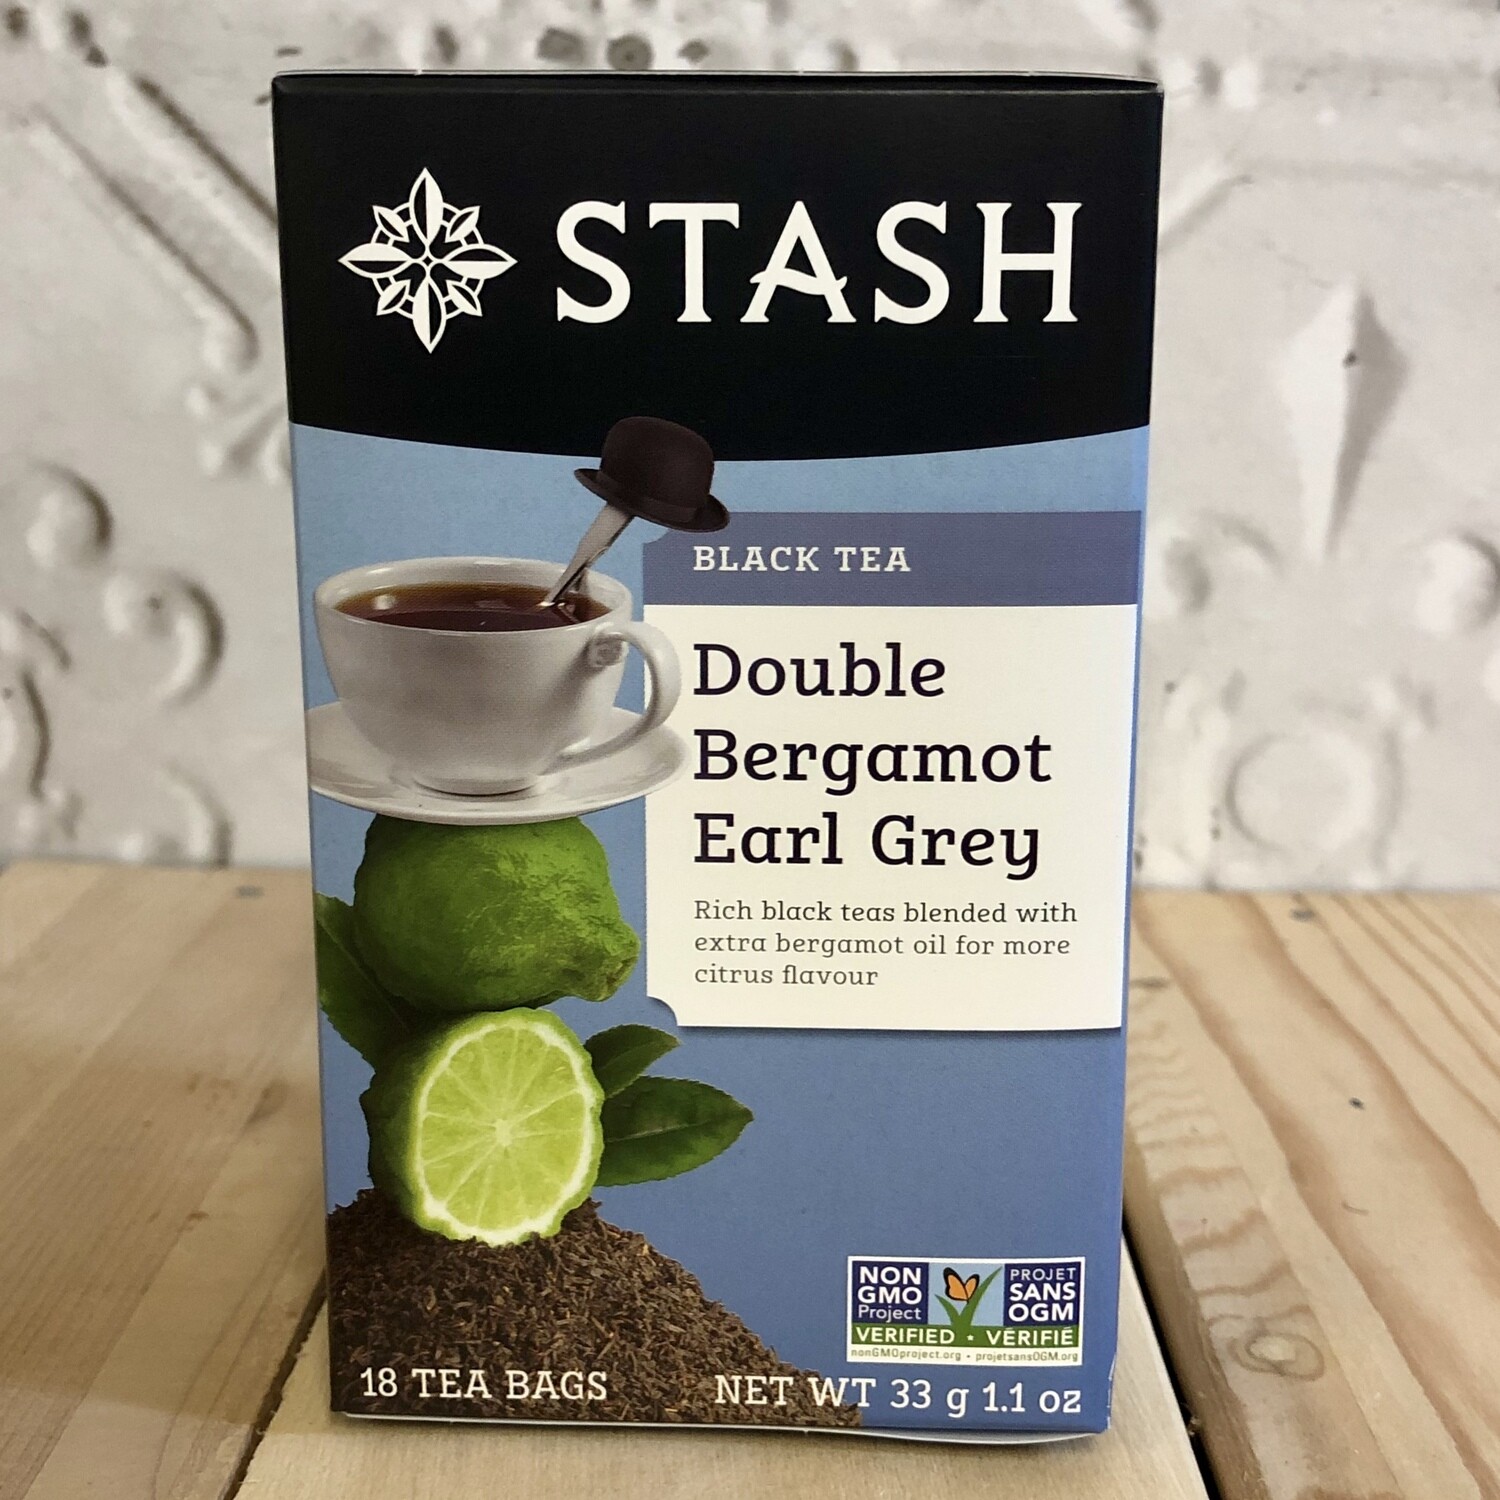 STASH
BLACK TEA
Double
Bergamot
Earl Grey
Rich black teas blended with
extra bergamot oil for more
citrus flavour
NON
GMO
Project
PROJET
SANS
OGM
VERIFIED • VÉRIFIÉ
nonGMOproject.org • projetsansOGM.org
18 TEA BAGS
NET WT 33 g 1.1 oz